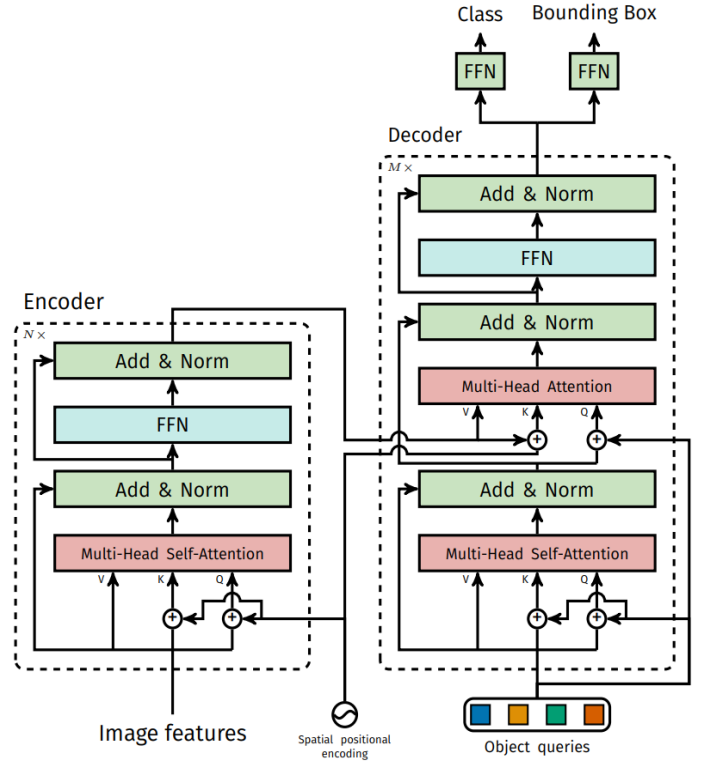 Class
Bounding Box
FFN
FFN
Decoder
M ×
Add & Norm
FFN
Add & Norm
Multi-Head Attention
V
K
Q
+
+
Add & Norm
Multi-Head Self-Attention
V
K
Q
+
+
Object queries
Encoder
N ×
Add & Norm
FFN
Add & Norm
Multi-Head Self-Attention
V
K
Q
+
+
Image features
Spatial positional
encoding